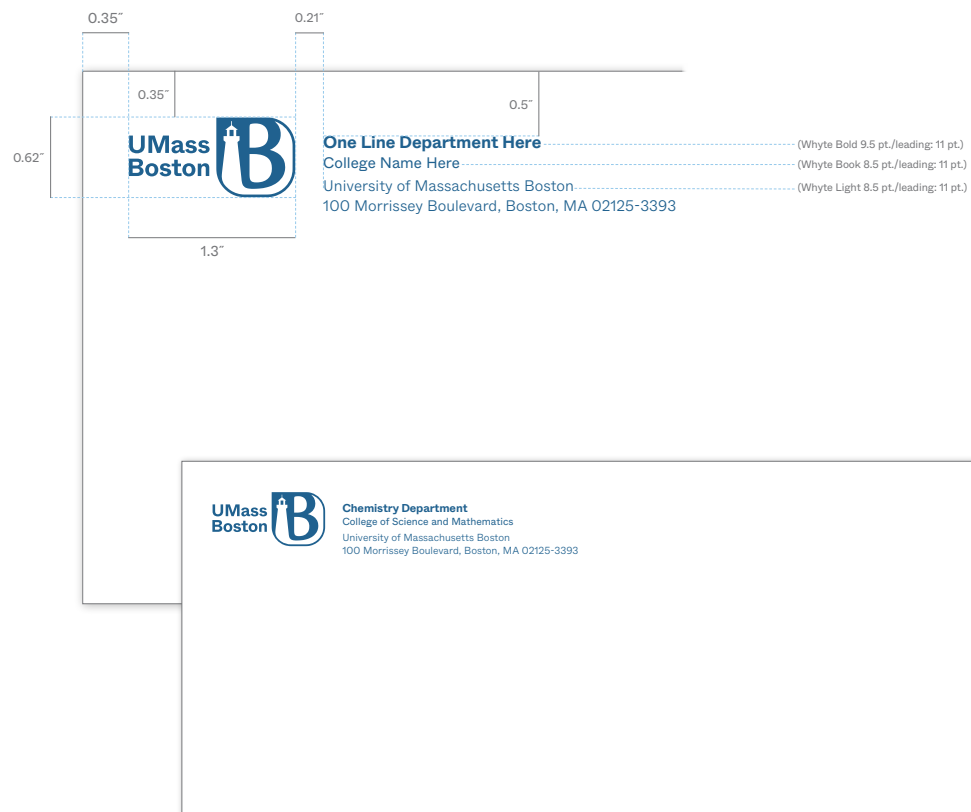 0.35″
0.21″
0.35″
0.5″
0.62″
UMass
Boston
B
One Line Department Here
(Whyte Bold 9.5 pt./leading: 11 pt.)
College Name Here
(Whyte Book 8.5 pt./leading: 11 pt.)
University of Massachusetts Boston
(Whyte Light 8.5 pt./leading: 11 pt.)
100 Morrissey Boulevard, Boston, MA 02125-3393
1.3″
UMass
Boston
B
Chemistry Department
College of Science and Mathematics
University of Massachusetts Boston
100 Morrissey Boulevard, Boston, MA 02125-3393